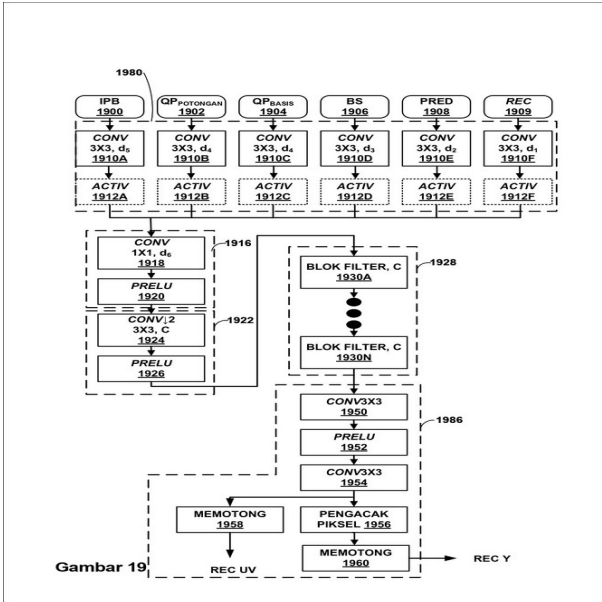 1980
IPB
1900
QPPOTONGAN
1902
QPBASIS
1904
BS
1906
PRED
1908
REC
1909
CONV
3X3, d5
1910A
CONV
3X3, d4
1910B
CONV
3X3, d4
1910C
CONV
3X3, d3
1910D
CONV
3X3, d2
1910E
CONV
3X3, d1
1910F
ACTIV
1912A
ACTIV
1912B
ACTIV
1912C
ACTIV
1912D
ACTIV
1912E
ACTIV
1912F
1916
CONV
1X1, d6
1918
PRELU
1920
1922
CONV↓2
3X3, C
1924
PRELU
1926
1928
BLOK FILTER, C
1930A
BLOK FILTER, C
1930N
1986
CONV3X3
1950
PRELU
1952
CONV3X3
1954
MEMOTONG
1958
PENGACAK
PIKSEL 1956
MEMOTONG
1960
REC UV
REC Y
Gambar 19